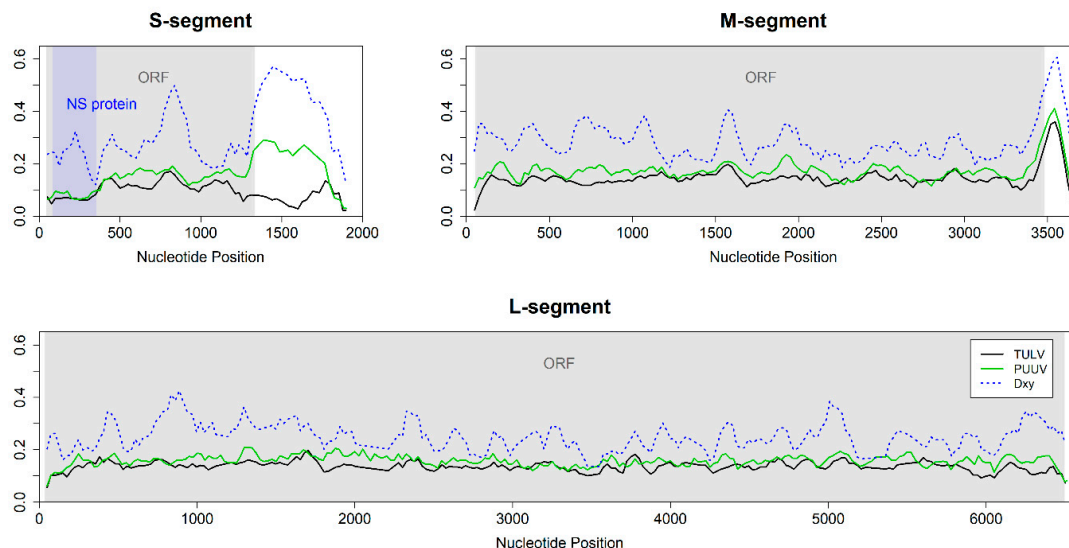 S-segment
M-segment
0.6
0.4
0.2
0.0
ORF
NS protein
0 500 1000 1500 2000
Nucleotide Position
0.6
0.4
0.2
0.0
ORF
0 500 1000 1500 2000 2500 3000 3500
Nucleotide Position
L-segment
0.6
0.4
0.2
0.0
ORF
TULV
PUUV
Dxy
0 1000 2000 3000 4000 5000 6000
Nucleotide Position